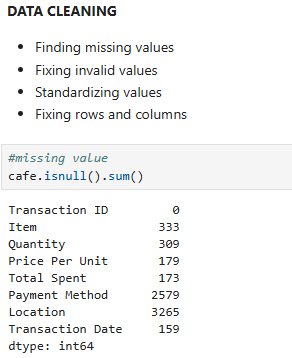 DATA CLEANING
• Finding missing values
• Fixing invalid values
• Standardizing values
• Fixing rows and columns
#missing value
cafe.isnull().sum()
Transaction ID 0
Item 333
Quantity 309
Price Per Unit 179
Total Spent 173
Payment Method 2579
Location 3265
Transaction Date 159
dtype: int64